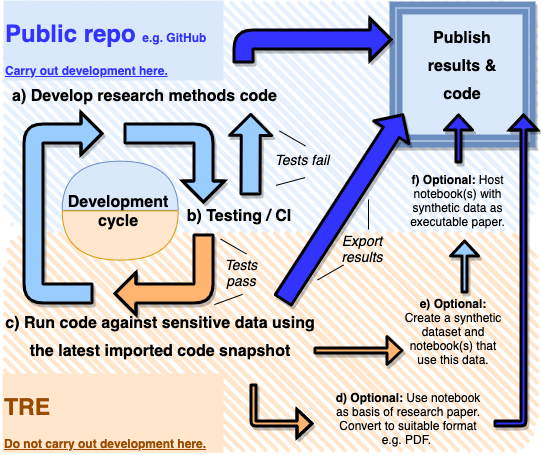 Public repo e.g. GitHub
Carry out development here.
Publish
results &
code
a) Develop research methods code
Tests fail
Development
cycle
b) Testing / CI
Tests
pass
Export
results
f) Optional: Host
notebook(s) with
synthetic data as
executable paper.
c) Run code against sensitive data using
the latest imported code snapshot
e) Optional:
Create a synthetic
dataset and
notebook(s) that
use this data.
TRE
Do not carry out development here.
d) Optional: Use notebook
as basis of research paper.
Convert to suitable format
e.g. PDF.